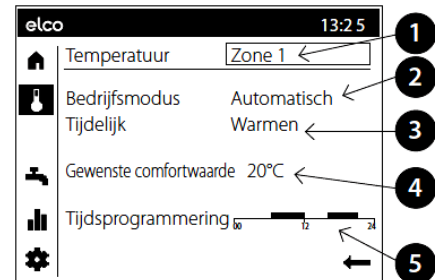 elco 13:25
1
Temperatuur Zone 1
2
Bedrijfsmodus Automatisch
Tijdelijk Warmen
3
Gewenste comfortwaarde 20°C
4
Tijdsprogrammering
00 12 24
5